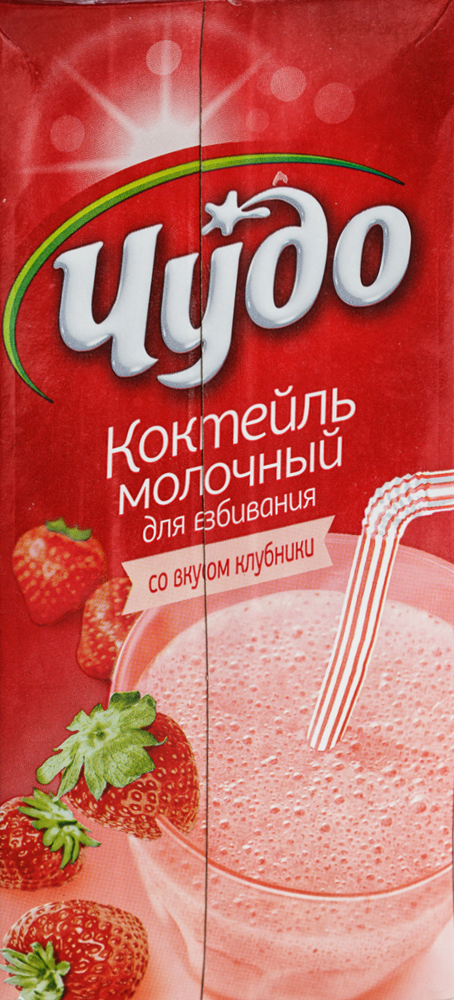 Чудо
Коктейль
молочный
для взбивания
со вкусом клубники